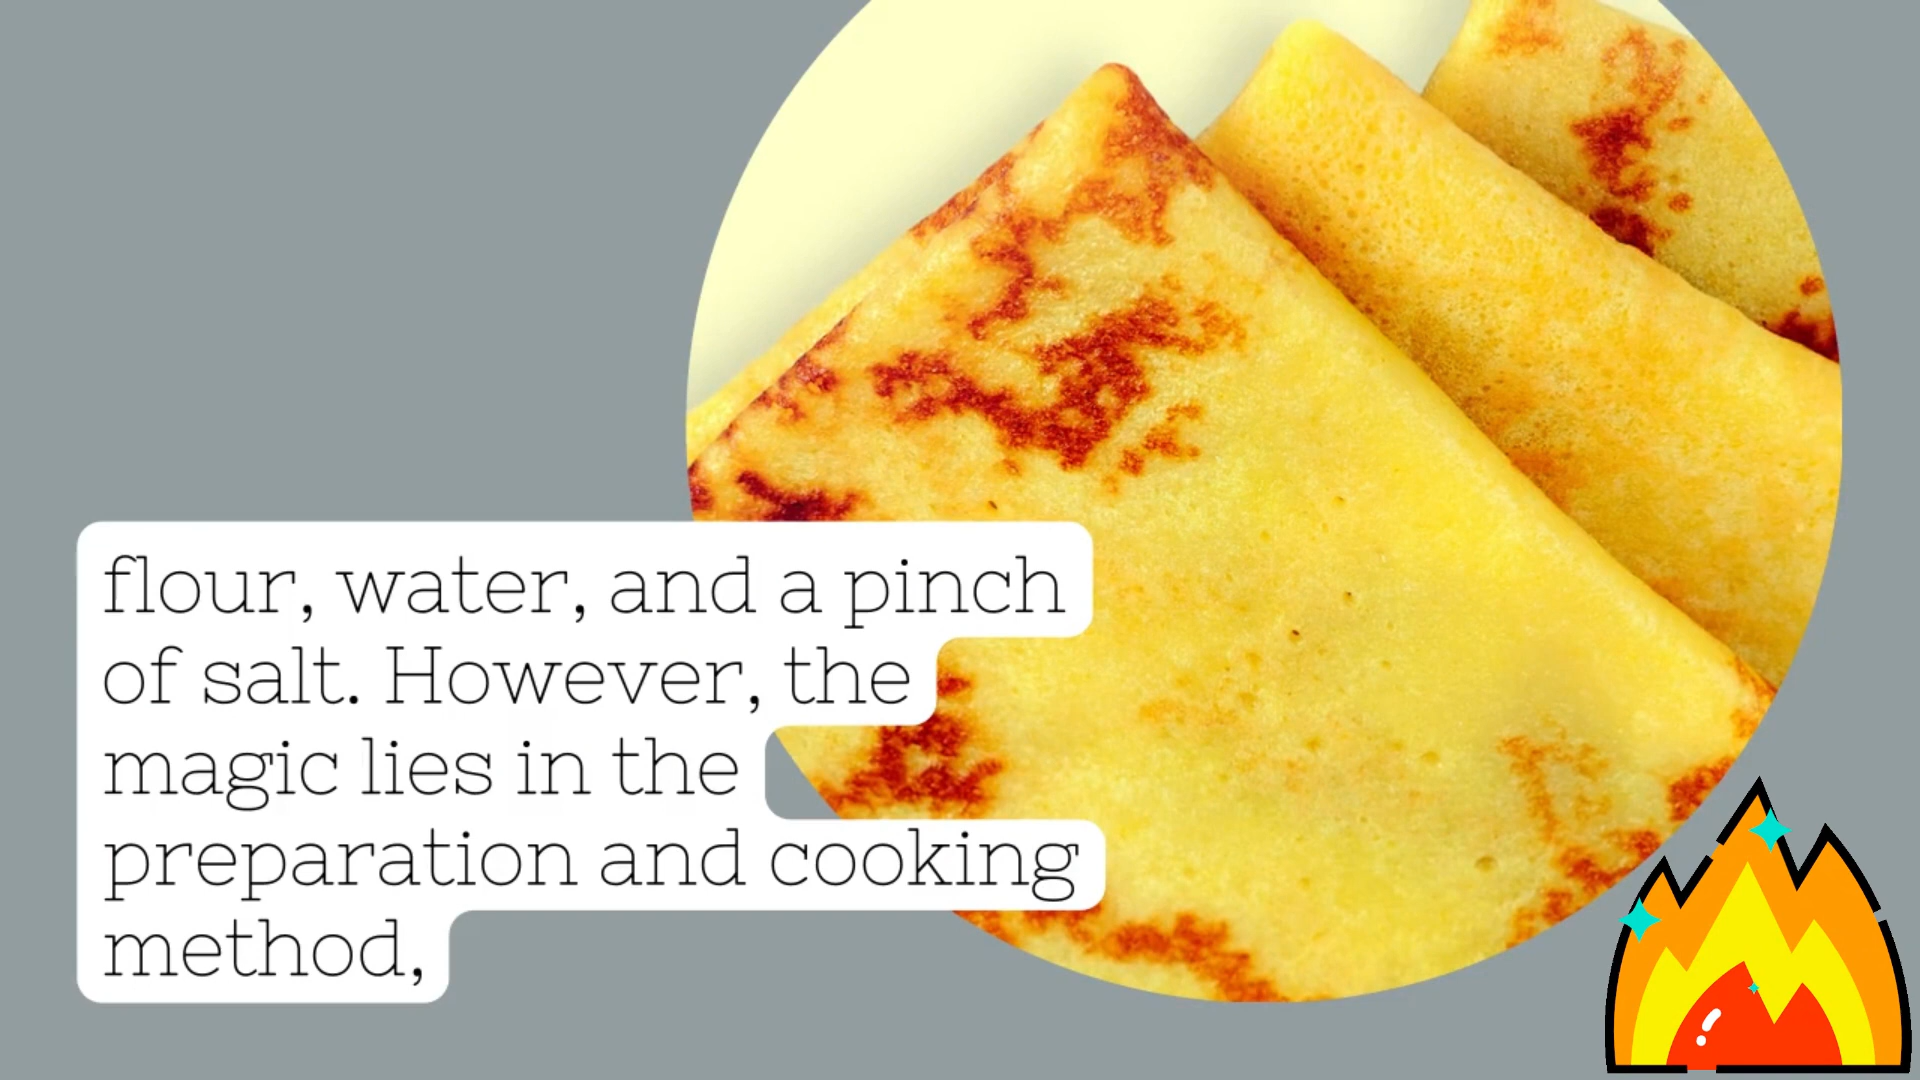 flour, water, and a pinch
of salt. However, the
magic lies in the
preparation and cooking
method,